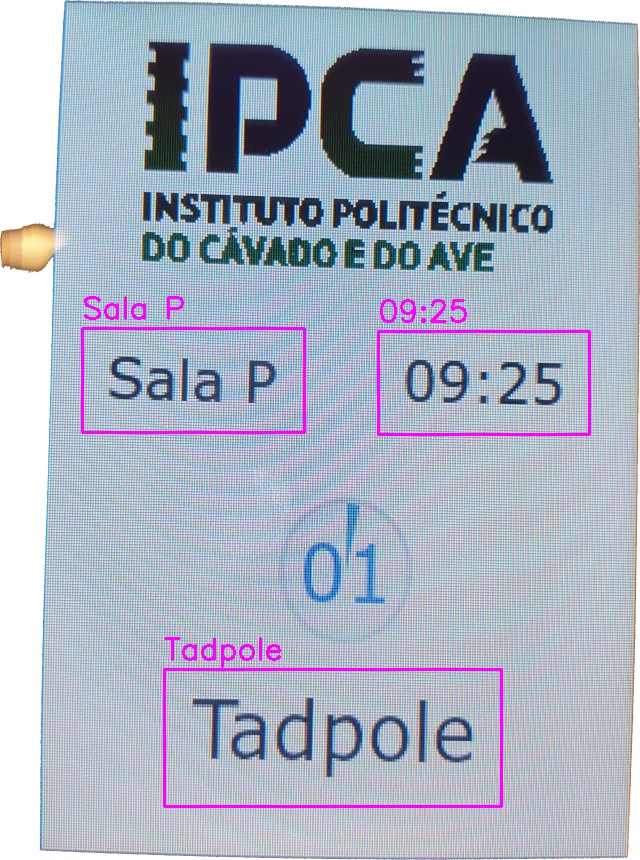 IPCA
INSTITUTO POLITÉCNICO
DO CÁVADO E DO AVE
Sala P 09:25
Sala P 09:25
01
Tadpole
Tadpole